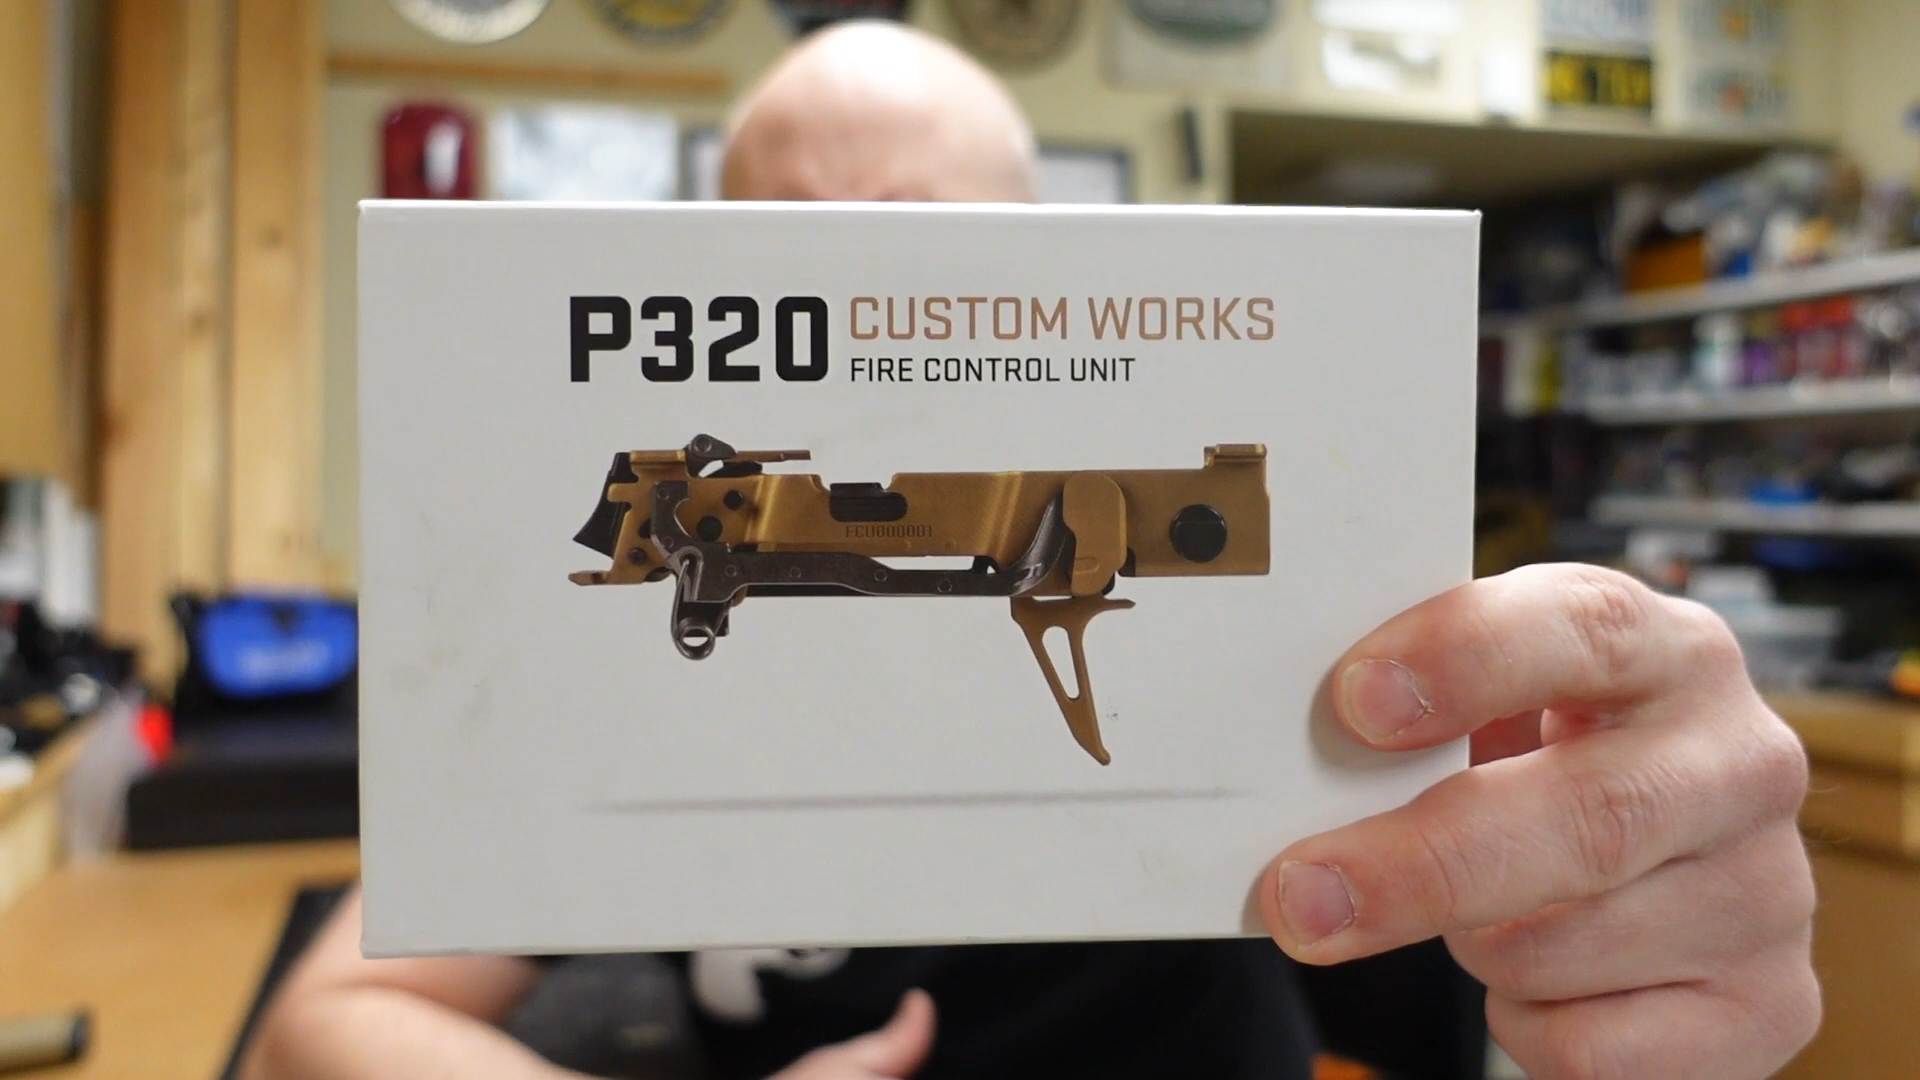 P320 CUSTOM WORKS
FIRE CONTROL UNIT
FCU000001